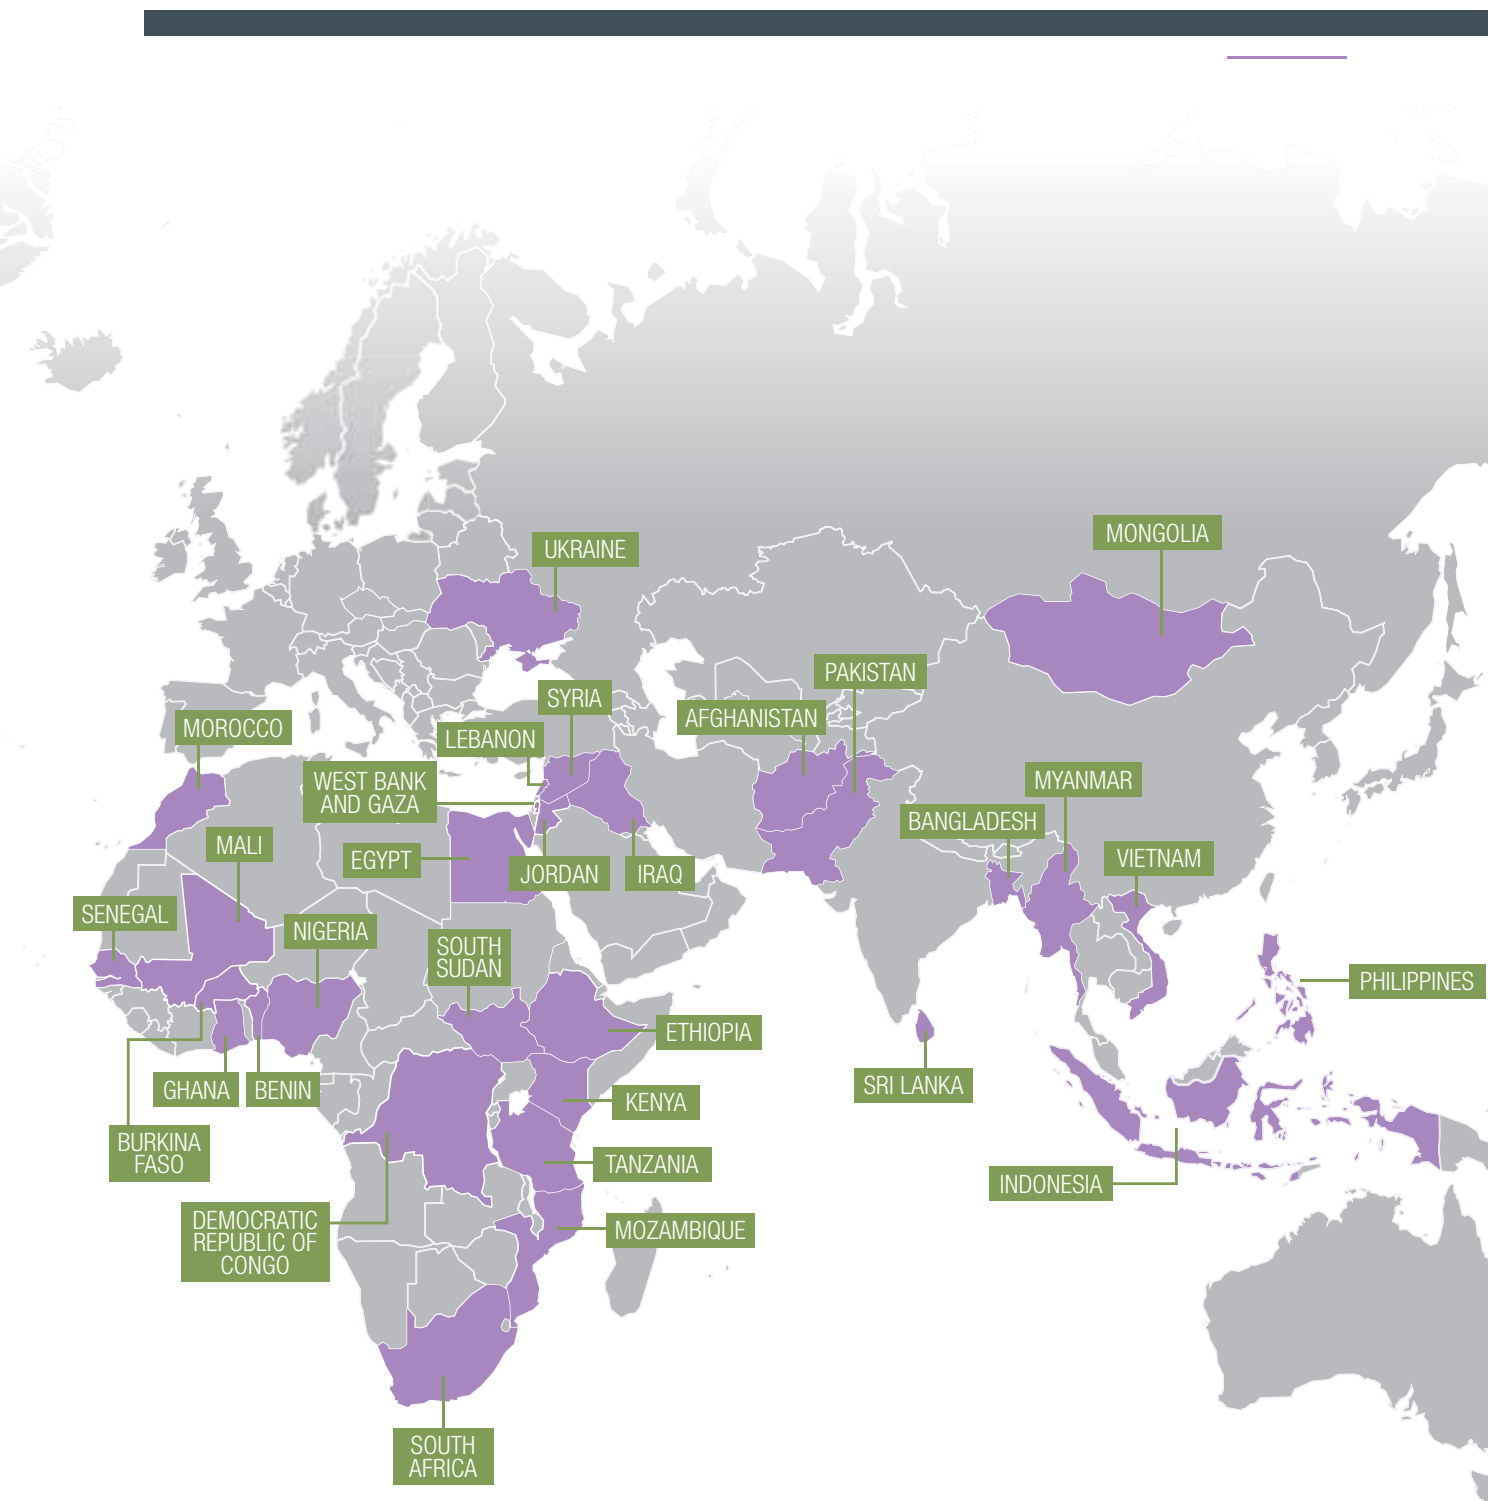 UKRAINE
MONGOLIA
PAKISTAN
SYRIA
AFGHANISTAN
MOROCCO
LEBANON
WEST BANK
AND GAZA
MYANMAR
BANGLADESH
MALI
EGYPT
JORDAN
IRAQ
VIETNAM
SENEGAL
NIGERIA
SOUTH
SUDAN
PHILIPPINES
ETHIOPIA
GHANA
BENIN
SRI LANKA
KENYA
BURKINA
FASO
TANZANIA
INDONESIA
DEMOCRATIC
REPUBLIC OF
CONGO
MOZAMBIQUE
SOUTH
AFRICA